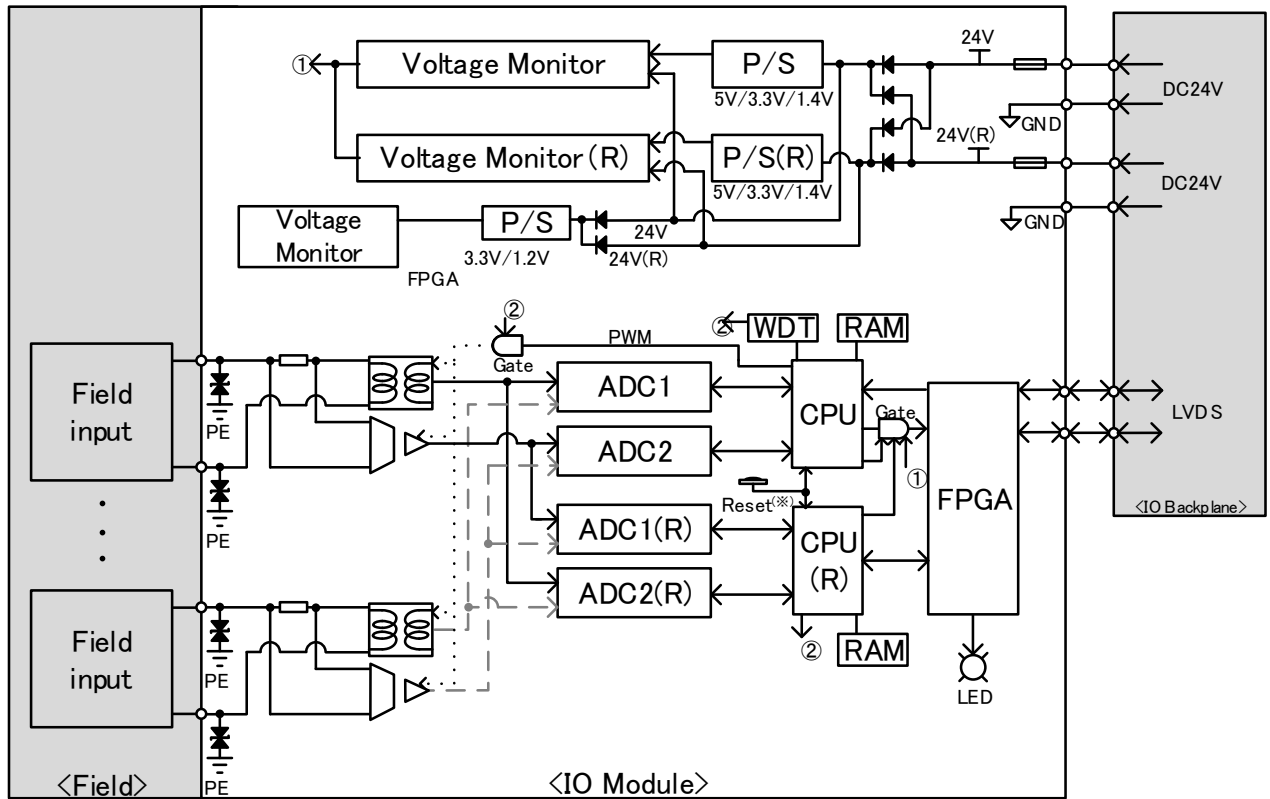 24V
① Voltage Monitor P/S
5V/3.3V/1.4V
DC24V
GND
24V(R)
Voltage Monitor(R) P/S(R)
5V/3.3V/1.4V
DC24V
GND
Voltage
Monitor
P/S
24V
3.3V/1.2V
24V(R)
FPGA
②
② WDT RAM
PWM
Gate
Field
input
PE
ADC1
CPU
Gate
LVDS
ADC2
①
PE
Reset(※)
FPGA
<IO Backplane>
ADC1(R)
CPU
(R)
ADC2(R)
Field
input
PE
②
RAM
LED
PE
<Field>
<IO Module>